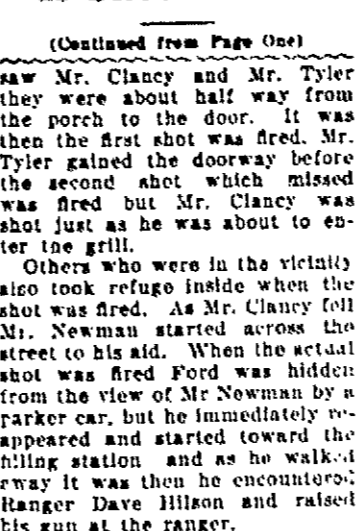 (Continued from Page One)
saw Mr. Clancy and Mr. Tyler
they were about half way from
the porch to the door. It was
then the first shot was fired. Mr.
Tyler gained the doorway before
the second shot which missed
was fired but Mr. Clancy was
shot just as he was about to en-
ter the grill.
Others who were in the vicinity
also took refuge inside when the
shot was fired. As Mr. Clancy fell
Mr. Newman started across the
street to his aid. When the actual
shot was fired Ford was hidden
from the view of Mr Newman by a
parker car, but he immediately re-
appeared and started toward the
filling station and as he walked
away it was then he encountered
Ranger Dave Hilson and raised
his gun at the ranger.